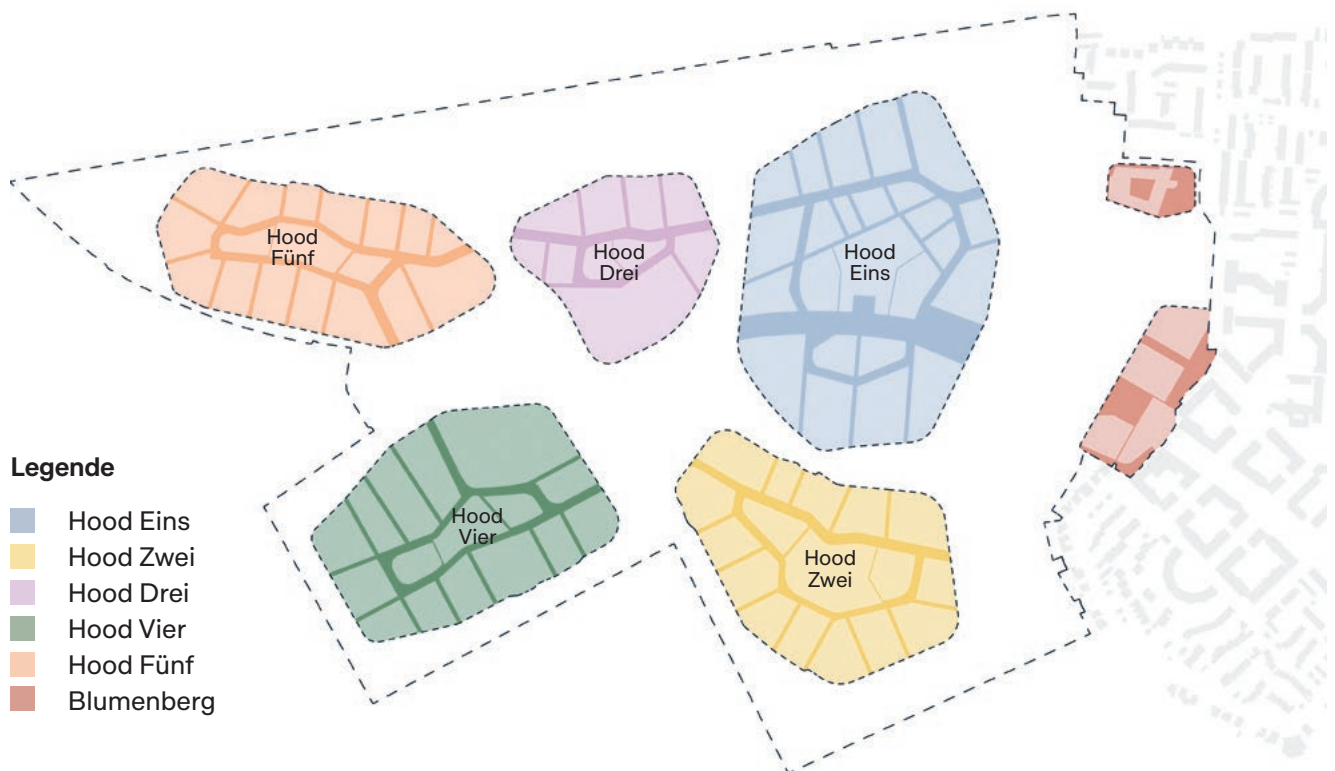 Hood
Fünf
Hood
Drei
Hood
Eins
Hood
Vier
Hood
Zwei
Legende
Hood Eins
Hood Zwei
Hood Drei
Hood Vier
Hood Fünf
Blumenberg